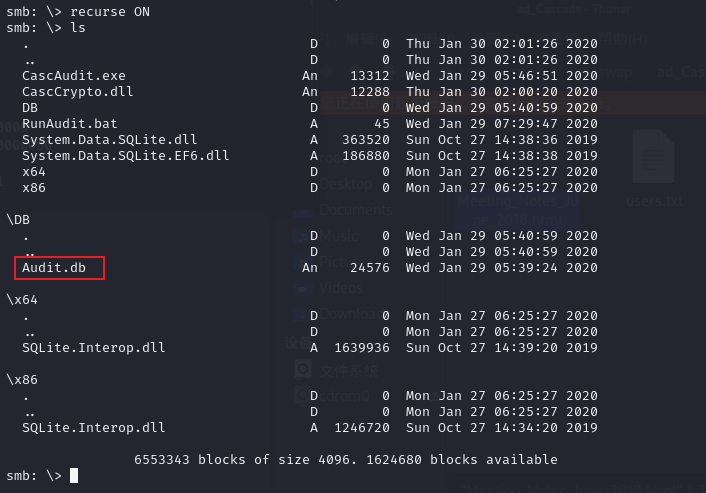 smb: \> recurse ON
smb: \> ls
  .                                   D        0  Thu Jan 30 02:01:26 2020
  ..                                  D        0  Thu Jan 30 02:01:26 2020
  CascAudit.exe                      An    13312  Wed Jan 29 05:46:51 2020
  CascCrypto.dll                     An    12288  Thu Jan 30 02:00:20 2020
  DB                                  D        0  Wed Jan 29 05:40:59 2020
  RunAudit.bat                        A       45  Wed Jan 29 07:29:47 2020
  System.Data.SQLite.dll              A   363520  Sun Oct 27 14:38:36 2019
  System.Data.SQLite.EF6.dll          A   186880  Sun Oct 27 14:38:38 2019
  x64                                 D        0  Mon Jan 27 06:25:27 2020
  x86                                 D        0  Mon Jan 27 06:25:27 2020
users.txt
Desktop
Documents
Music
\DB
  .                                   D        0  Wed Jan 29 05:40:59 2020
  ..                                  D        0  Wed Jan 29 05:40:59 2020
  Audit.db                           An    24576  Wed Jan 29 05:39:24 2020
Videos
\x64
  .                                   D        0  Mon Jan 27 06:25:27 2020
  ..                                  D        0  Mon Jan 27 06:25:27 2020
  SQLite.Interop.dll                  A  1639936  Sun Oct 27 14:39:20 2019
文件系统
\x86
  .                                   D        0  Mon Jan 27 06:25:27 2020
  ..                                  D        0  Mon Jan 27 06:25:27 2020
  SQLite.Interop.dll                  A  1246720  Sun Oct 27 14:34:20 2019
6553343 blocks of size 4096. 1624680 blocks available
smb: \>